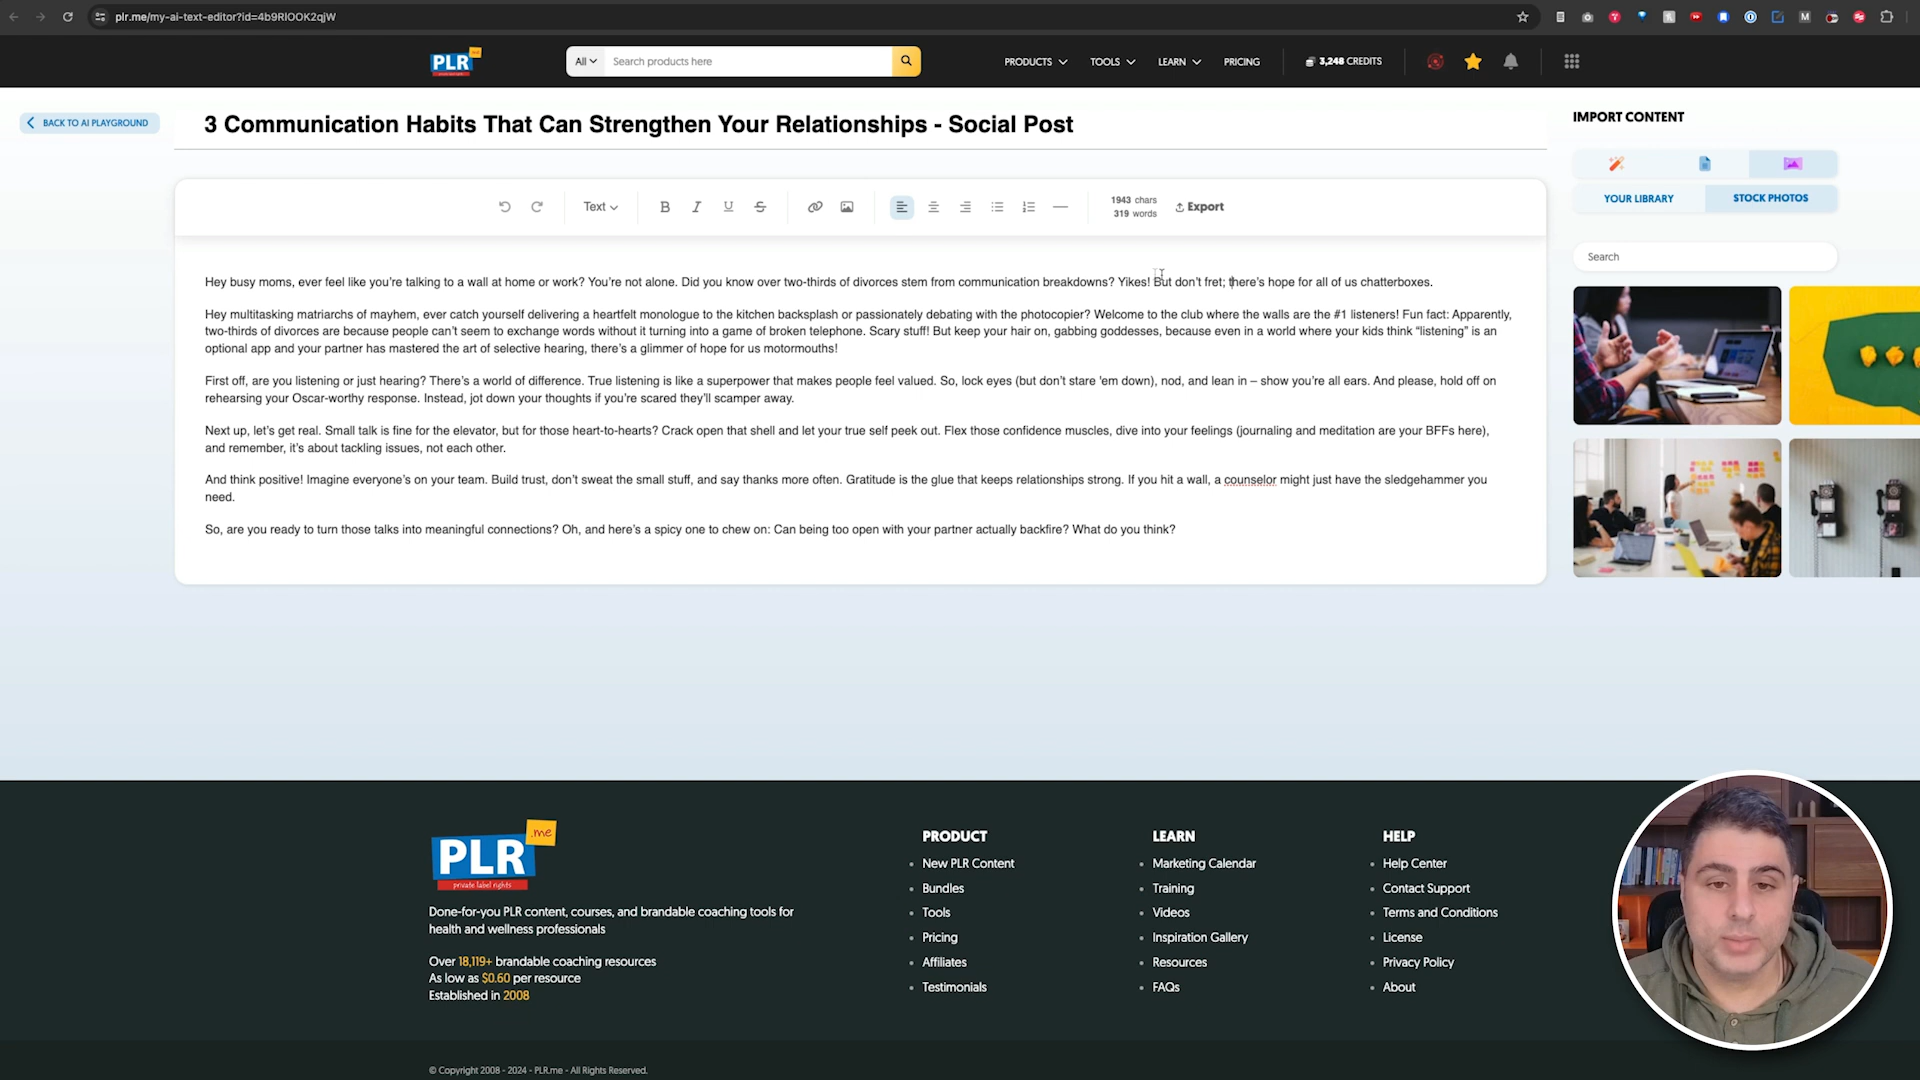 plr.me/my-ai-text-editor?id=4b9RlOOK2qjW
PLR
.me
All
Search products here
PRODUCTS
TOOLS
LEARN
PRICING
3,248 CREDITS
BACK TO AI PLAYGROUND
3 Communication Habits That Can Strengthen Your Relationships - Social Post
IMPORT CONTENT
YOUR LIBRARY
STOCK PHOTOS
Search
Text
B
I
U
S
1943 chars
319 words
Export
Hey busy moms, ever feel like you're talking to a wall at home or work? You're not alone. Did you know over two-thirds of divorces stem from communication breakdowns? Yikes! But don't fret; there's hope for all of us chatterboxes.
Hey multitasking matriarchs of mayhem, ever catch yourself delivering a heartfelt monologue to the kitchen backsplash or passionately debating with the photocopier? Welcome to the club where the walls are the #1 listeners! Fun fact: Apparently,
two-thirds of divorces are because people can't seem to exchange words without it turning into a game of broken telephone. Scary stuff! But keep your hair on, gabbing goddesses, because even in a world where your kids think “listening” is an
optional app and your partner has mastered the art of selective hearing, there's a glimmer of hope for us motormouths!
First off, are you listening or just hearing? There's a world of difference. True listening is like a superpower that makes people feel valued. So, lock eyes (but don't stare 'em down), nod, and lean in – show you're all ears. And please, hold off on
rehearsing your Oscar-worthy response. Instead, jot down your thoughts if you're scared they'll scamper away.
Next up, let's get real. Small talk is fine for the elevator, but for those heart-to-hearts? Crack open that shell and let your true self peek out. Flex those confidence muscles, dive into your feelings (journaling and meditation are your BFFs here),
and remember, it's about tackling issues, not each other.
And think positive! Imagine everyone's on your team. Build trust, don't sweat the small stuff, and say thanks more often. Gratitude is the glue that keeps relationships strong. If you hit a wall, a counselor might just have the sledgehammer you
need.
So, are you ready to turn those talks into meaningful connections? Oh, and here's a spicy one to chew on: Can being too open with your partner actually backfire? What do you think?
PLR
.me
private label rights
Done-for-you PLR content, courses, and brandable coaching tools for
health and wellness professionals
Over 18,119+ brandable coaching resources
As low as $0.60 per resource
Established in 2008
PRODUCT
New PLR Content
Bundles
Tools
Pricing
Affiliates
Testimonials
LEARN
Marketing Calendar
Training
Videos
Inspiration Gallery
Resources
FAQs
HELP
Help Center
Contact Support
Terms and Conditions
License
Privacy Policy
About
© Copyright 2008 - 2024 - PLR.me - All Rights Reserved.